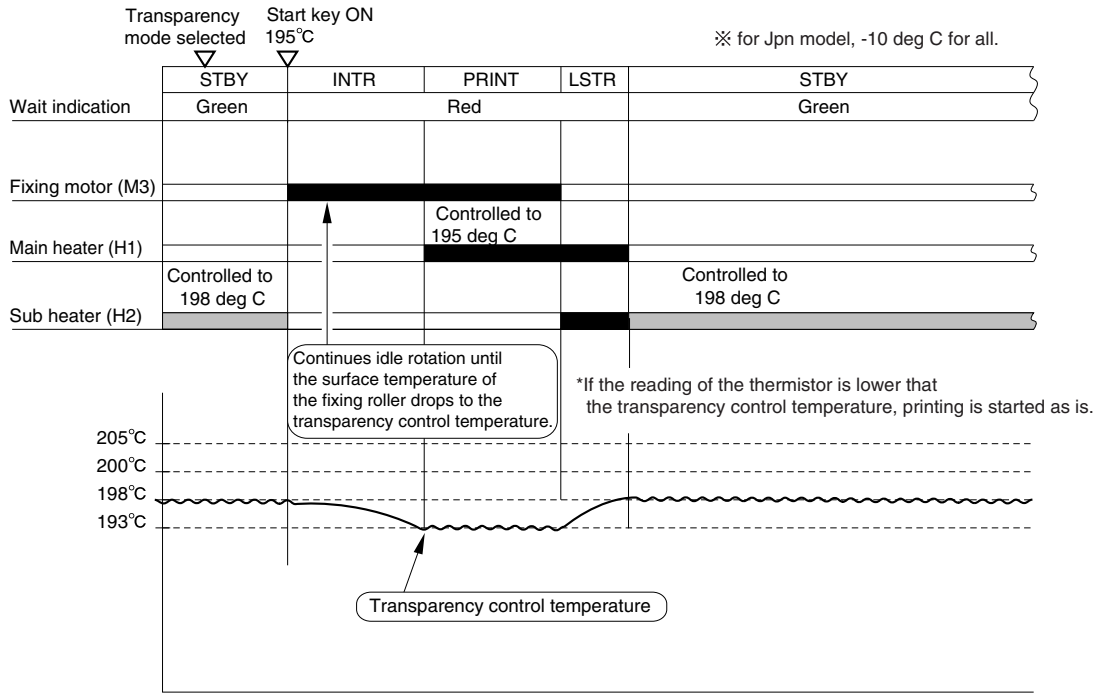 Transparency
mode selected
Start key ON
195°C
※ for Jpn model, -10 deg C for all.
STBY INTR PRINT LSTR STBY
Wait indication Green Red Green
Fixing motor (M3)
Controlled to
195 deg C
Main heater (H1)
Controlled to
198 deg C
Controlled to
198 deg C
Sub heater (H2)
Continues idle rotation until
the surface temperature of
the fixing roller drops to the
transparency control temperature.
*If the reading of the thermistor is lower that
the transparency control temperature, printing is started as is.
205°C
200°C
198°C
193°C
Transparency control temperature